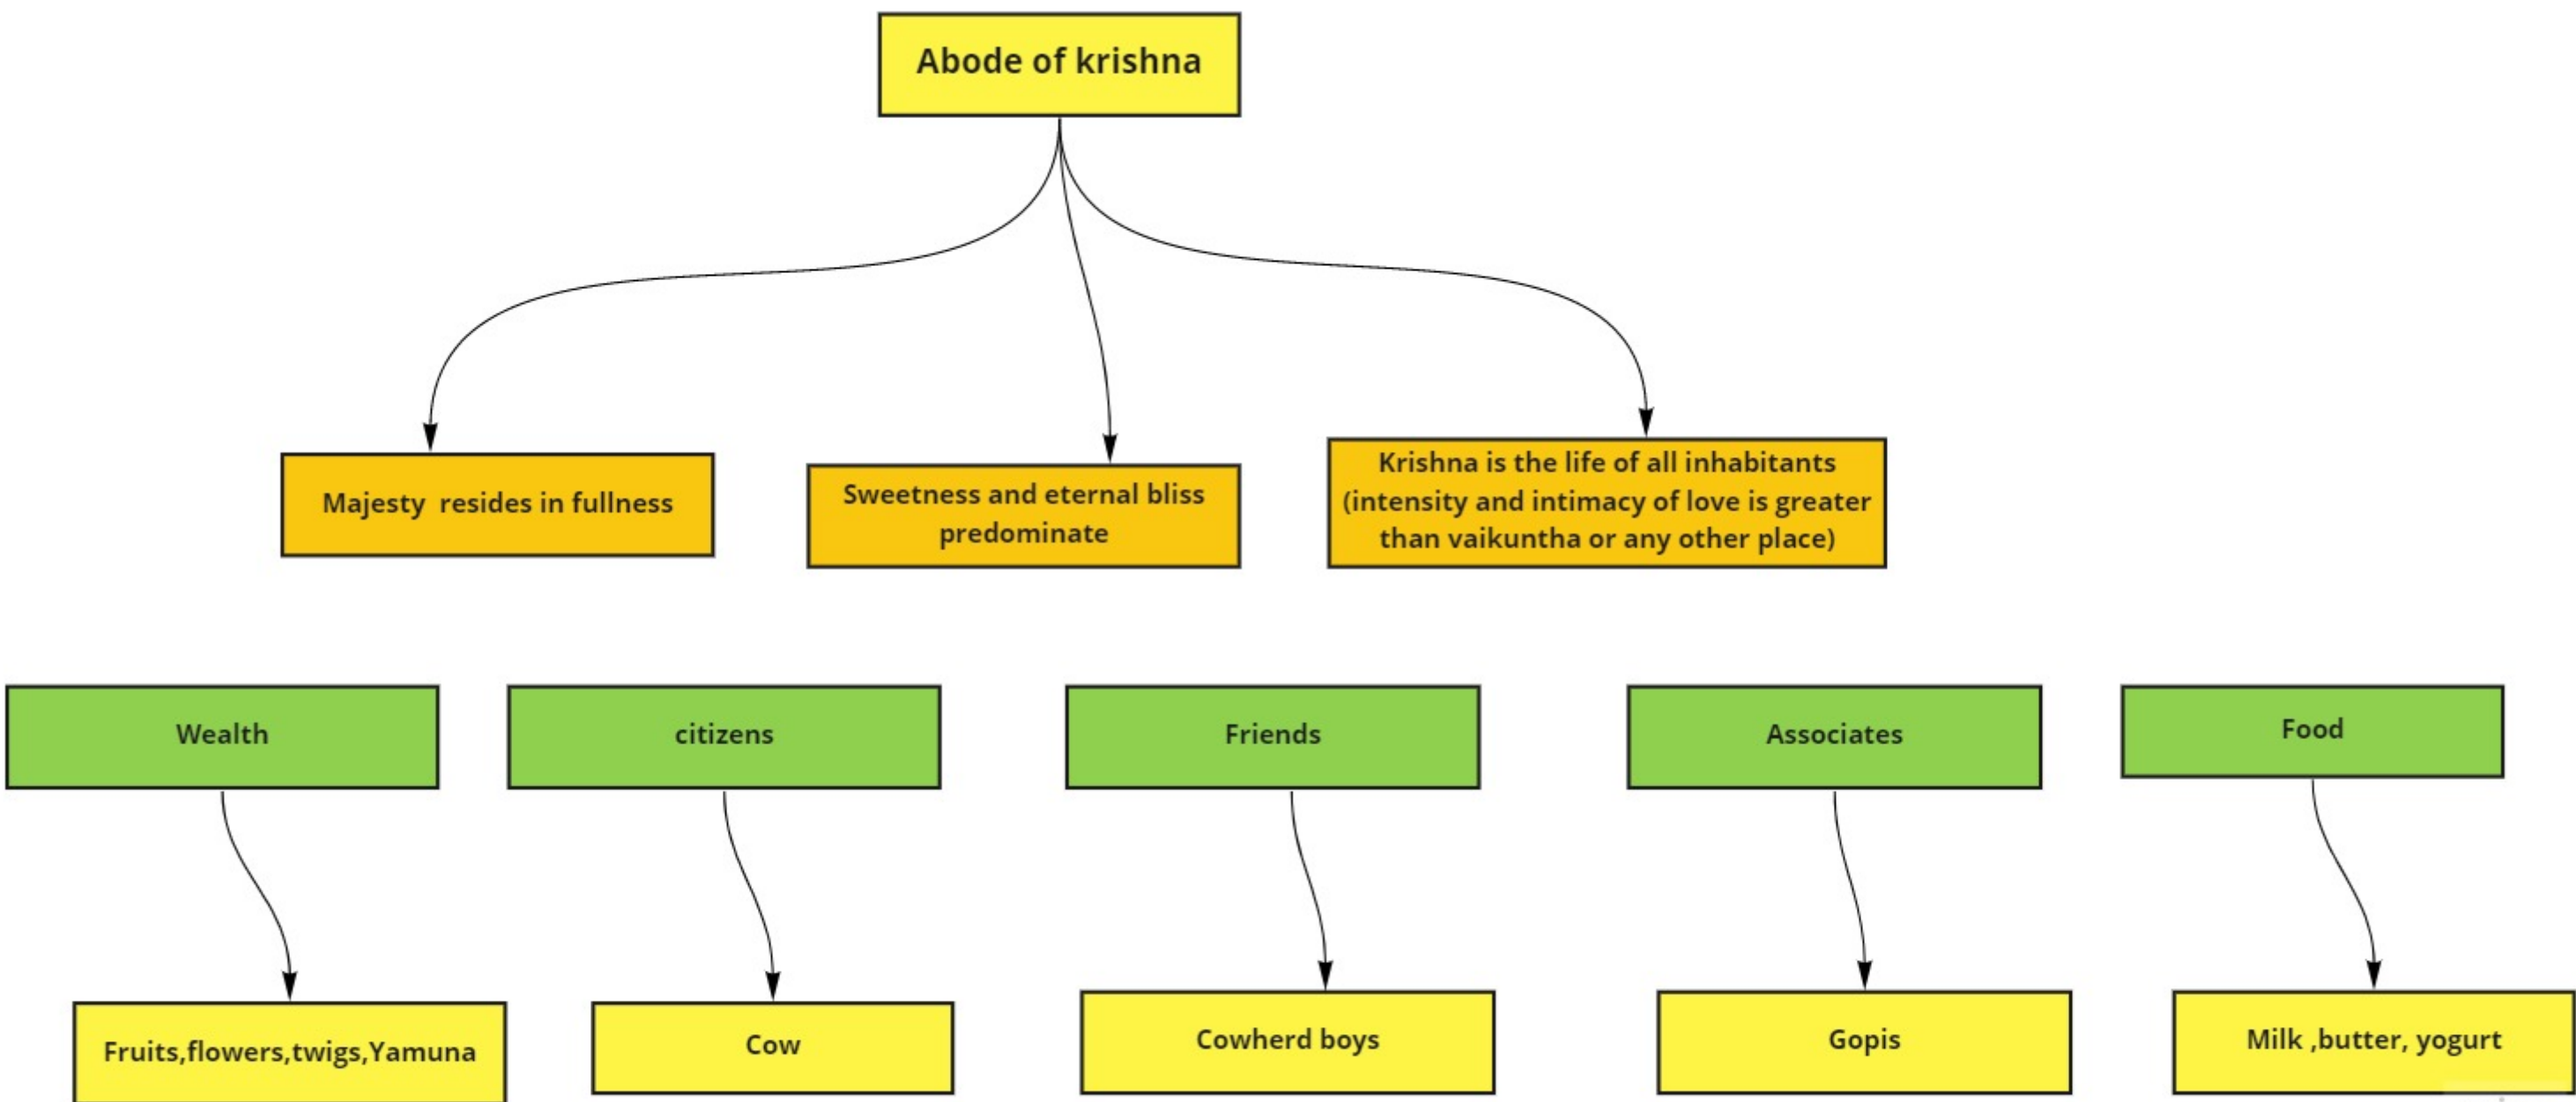 Abode of krishna
Majesty resides in fullness
Sweetness and eternal bliss
predominate
Krishna is the life of all inhabitants
(intensity and intimacy of love is greater
than vaikuntha or any other place)
Wealth
citizens
Friends
Associates
Food
Fruits,flowers,twigs,Yamuna
Cow
Cowherd boys
Gopis
Milk ,butter, yogurt